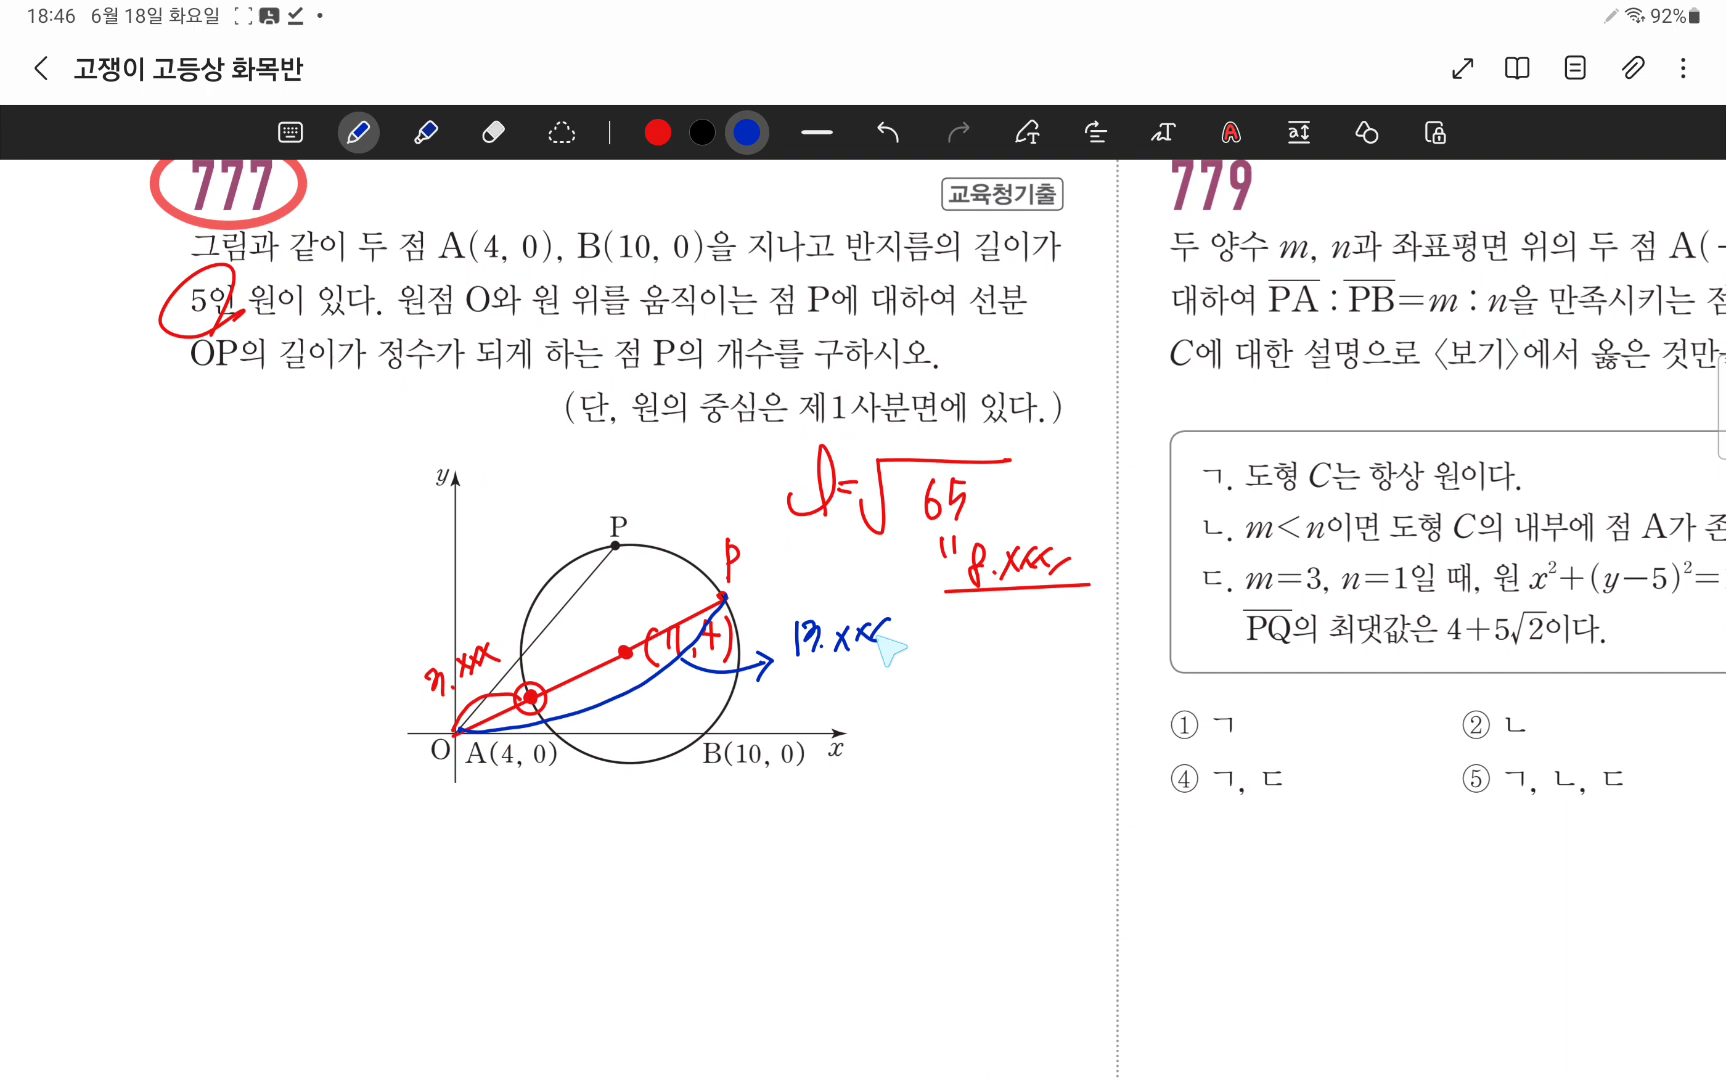 18:46 6월 18일 화요일
92%
고쟁이 고등상 화목반
777
교육청기출
그림과 같이 두 점 A(4, 0), B(10, 0)을 지나고 반지름의 길이가
5인 원이 있다. 원점 O와 원 위를 움직이는 점 P에 대하여 선분
OP의 길이가 정수가 되게 하는 점 P의 개수를 구하시오.
(단, 원의 중심은 제1사분면에 있다.)
y
P
P
l=√65
" 8.xxx
(7, 4)
13.xxx
3.xxx
O
A(4, 0)
B(10, 0)
x
779
두 양수 m, n과 좌표평면 위의 두 점 A(-
대하여 PA : PB=m : n을 만족시키는 점
C에 대한 설명으로 〈보기〉에서 옳은 것만
ㄱ. 도형 C는 항상 원이다.
ㄴ. m<n이면 도형 C의 내부에 점 A가 존
ㄷ. m=3, n=1일 때, 원 x²+(y-5)²=
PQ의 최댓값은 4+5√2이다.
① ㄱ
② ㄴ
④ ㄱ, ㄷ
⑤ ㄱ, ㄴ, ㄷ